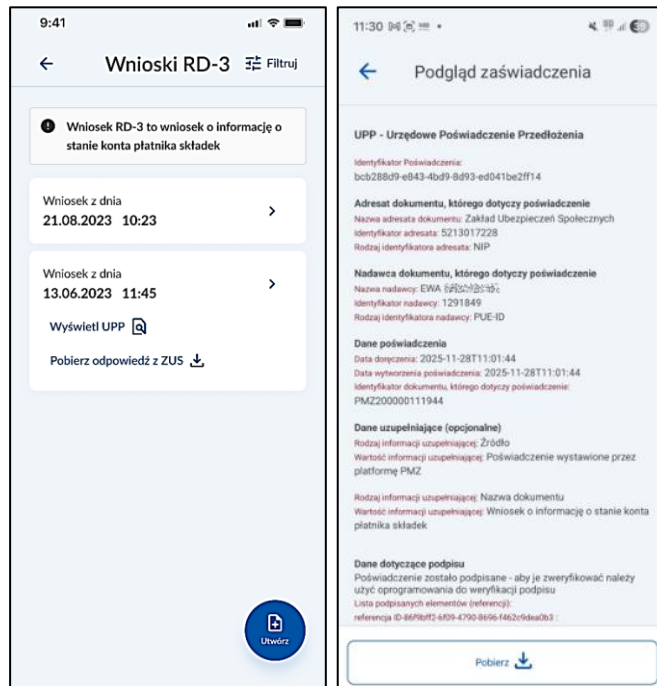 9:41
Wnioski RD-3
Filtruj
Wniosek RD-3 to wniosek o informację o
stanie konta płatnika składek
Wniosek z dnia
21.08.2023 10:23
Wniosek z dnia
13.06.2023 11:45
Wyświetl UPP
Pobierz odpowiedź z ZUS
Utwórz
11:30
Podgląd zaświadczenia
UPP - Urzędowe Poświadczenie Przedłożenia
Identyfikator Poświadczenia:
bcb288d9-e843-4bd9-8d93-ed041be2ff14
Adresat dokumentu, którego dotyczy poświadczenie
Nazwa adresata dokumentu: Zakład Ubezpieczeń Społecznych
Identyfikator adresata: 5213017228
Rodzaj identyfikatora adresata: NIP
Nadawca dokumentu, którego dotyczy poświadczenie
Nazwa nadawcy: EWA
Identyfikator nadawcy: 1291849
Rodzaj identyfikatora nadawcy: PUE-ID
Dane poświadczenia
Data doręczenia: 2025-11-28T11:01:44
Data wytworzenia poświadczenia: 2025-11-28T11:01:44
Identyfikator dokumentu, którego dotyczy poświadczenie:
PMZ200000111944
Dane uzupełniające (opcjonalne)
Rodzaj informacji uzupełniającej: Źródło
Wartość informacji uzupełniającej: Poświadczenie wystawione przez
platformę PMZ
Rodzaj informacji uzupełniającej: Nazwa dokumentu
Wartość informacji uzupełniającej: Wniosek o informację o stanie konta
płatnika składek
Dane dotyczące podpisu
Poświadczenie zostało podpisane - aby je zweryfikować należy
użyć oprogramowania do weryfikacji podpisu
Lista podpisanych elementów (referencji):
referencja ID-86f9bff2-6f09-4790-8696-f462c9dea0b3 :
Pobierz